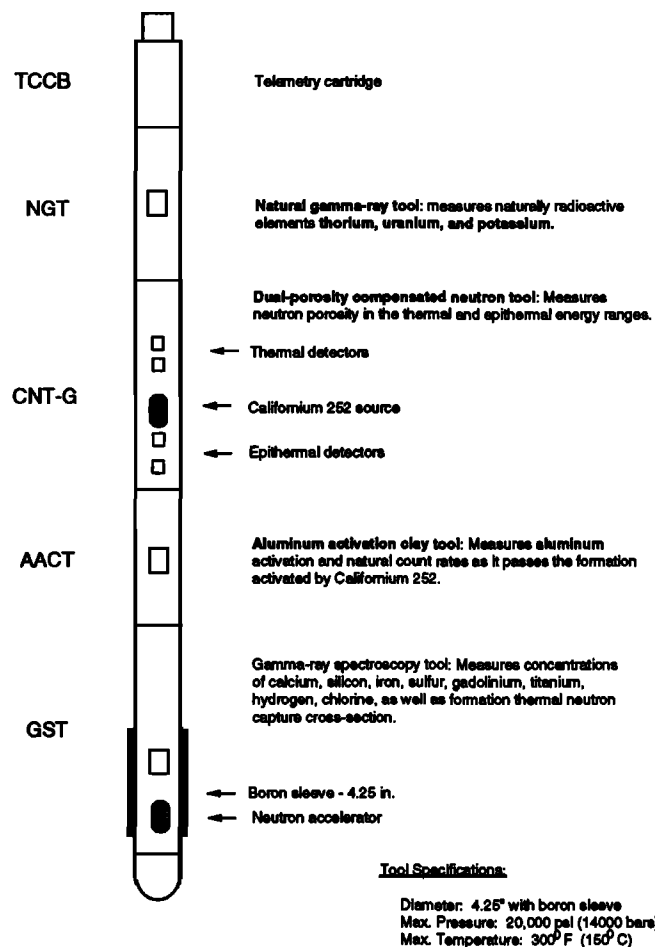 TCCB
Telemetry cartridge
NGT
Natural gamma-ray tool: measures naturally radioactive
elements thorium, uranium, and potassium.
Dual-porosity compensated neutron tool: Measures
neutron porosity in the thermal and epithermal energy ranges.
Thermal detectors
CNT-G
Californium 252 source
Epithermal detectors
AACT
Aluminum activation clay tool: Measures aluminum
activation and natural count rates as it passes the formation
activated by Californium 252.
Gamma-ray spectroscopy tool: Measures concentrations
of calcium, silicon, iron, sulfur, gadolinium, titanium,
hydrogen, chlorine, as well as formation thermal neutron
capture cross-section.
GST
Boron sleeve - 4.25 in.
Neutron accelerator
Tool Specifications:
Diameter: 4.25" with boron sleeve
Max. Pressure: 20,000 psi (14000 bars)
Max. Temperature: 300⁰ F (150⁰ C)